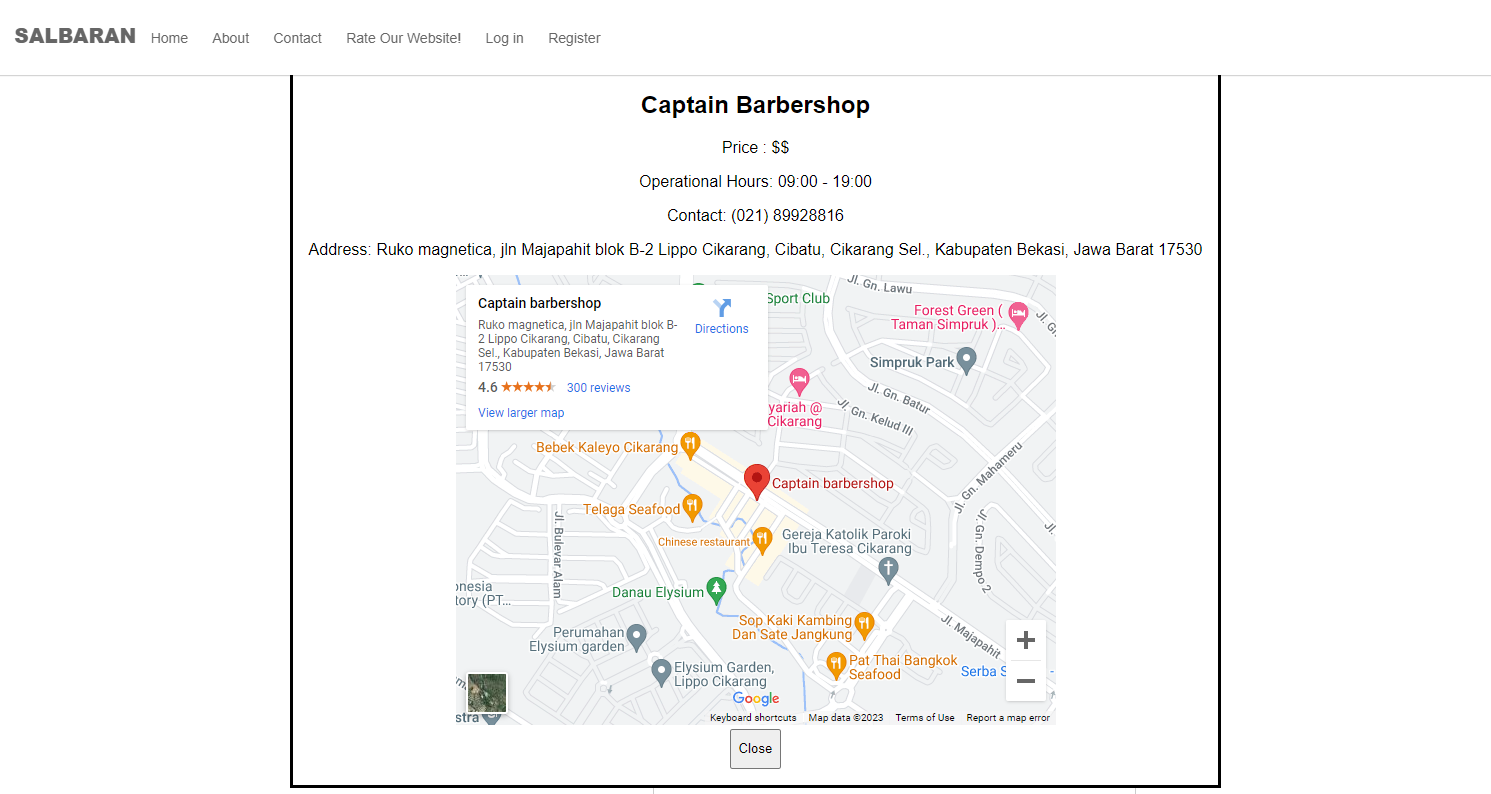 SALBARAN Home About Contact Rate Our Website! Log in Register
Captain Barbershop
Price : $$
Operational Hours: 09:00 - 19:00
Contact: (021) 89928816
Address: Ruko magnetica, jln Majapahit blok B-2 Lippo Cikarang, Cibatu, Cikarang Sel., Kabupaten Bekasi, Jawa Barat 17530
Captain barbershop
Ruko magnetica, jln Majapahit blok B-
2 Lippo Cikarang, Cibatu, Cikarang
Sel., Kabupaten Bekasi, Jawa Barat
17530
4.6 300 reviews
View larger map
Directions
Sport Club
Jl. Gn. Lawu
Forest Green (
Taman Simpruk )...
Jl. G
Simpruk Park
yariah @
Cikarang
Jl. Gn. Batur
Jl. Gn. Kelud III
Jl. Gn. Mahameru
Bebek Kaleyo Cikarang
Captain barbershop
Telaga Seafood
Chinese restaurant
Gereja Katolik Paroki
Ibu Teresa Cikarang
Jl. Bulevar Alam
Jl. Gn. Dempo 2
Jl.
onesia
tory (PT...
Danau Elysium
Sop Kaki Kambing
Dan Sate Jangkung
Jl. Majapahit
Perumahan
Elysium garden
Elysium Garden,
Lippo Cikarang
Pat Thai Bangkok
Seafood
Serba S
stra
Google
Keyboard shortcuts Map data ©2023 Terms of Use Report a map error
Close